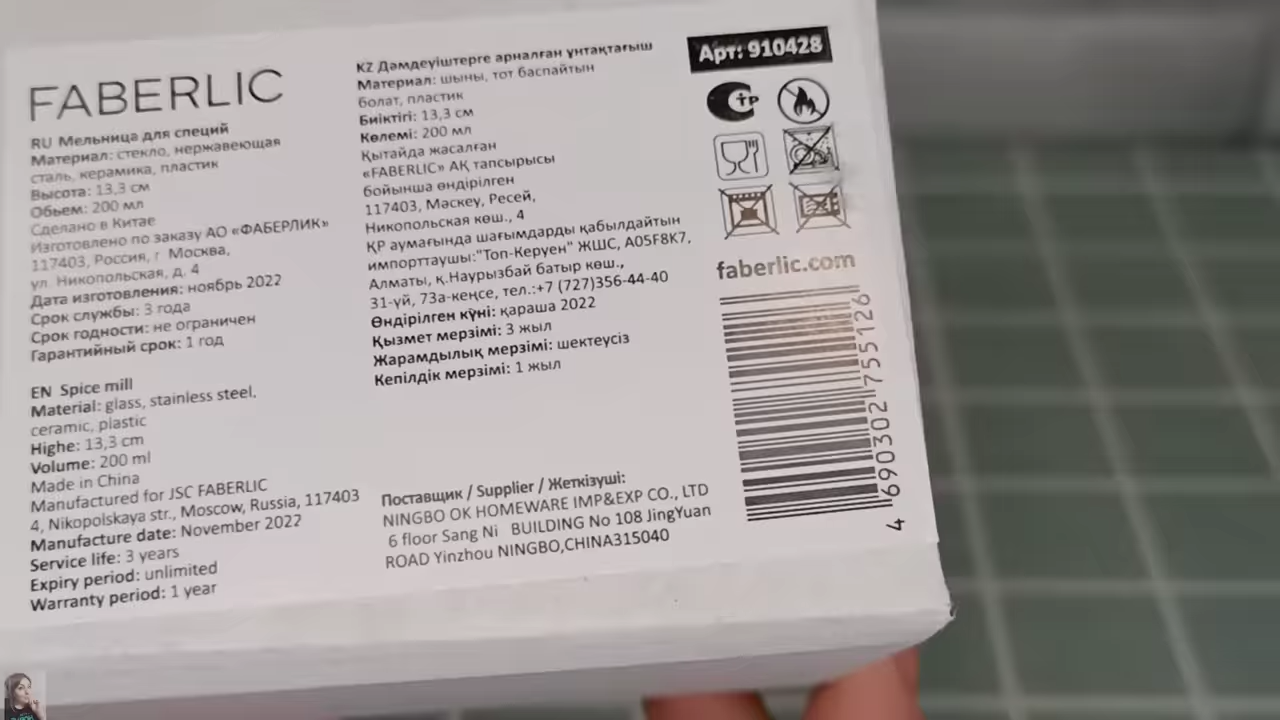 FABERLIC
RU Мельница для специй
Материал: стекло, нержавеющая
сталь, керамика, пластик
Высота: 13,3 см
Объем: 200 мл
Сделано в Китае
Изготовлено по заказу АО «ФАБЕРЛИК»
117403, Россия, г Москва,
ул. Никопольская, д. 4
Дата изготовления: ноябрь 2022
Срок службы: 3 года
Срок годности: не ограничен
Гарантийный срок: 1 год
EN Spice mill
Material: glass, stainless steel,
ceramic, plastic
Highe: 13,3 cm
Volume: 200 ml
Made in China
Manufactured for JSC FABERLIC
4, Nikopolskaya str., Moscow, Russia, 117403
Manufacture date: November 2022
Service life: 3 years
Expiry period: unlimited
Warranty period: 1 year
KZ Дәмдеуіштерге арналған ұнтақтағыш
Материал: шыны, тот баспайтын
болат, пластик
Биіктігі: 13,3 см
Көлемі: 200 мл
Қытайда жасалған
«FABERLIC» АҚ тапсырысы
бойынша өндірілген
117403, Мәскеу, Ресей,
Никопольская көш., 4
ҚР аумағында шағымдарды қабылдайтын
импорттаушы:"Топ-Керуен" ЖШС, A05F8K7,
Алматы, қ.Наурызбай батыр көш.,
31-үй, 73а-кеңсе, тел.:+7 (727)356-44-40
Өндірілген күні: қараша 2022
Қызмет мерзімі: 3 жыл
Жарамдылық мерзімі: шектеусіз
Кепілдік мерзімі: 1 жыл
Поставщик / Supplier / Жеткізуші:
NINGBO OK HOMEWARE IMP&EXP CO., LTD
6 floor Sang Ni BUILDING No 108 JingYuan
ROAD Yinzhou NINGBO,CHINA315040
Арт: 910428
faberlic.com
4 690302 755126